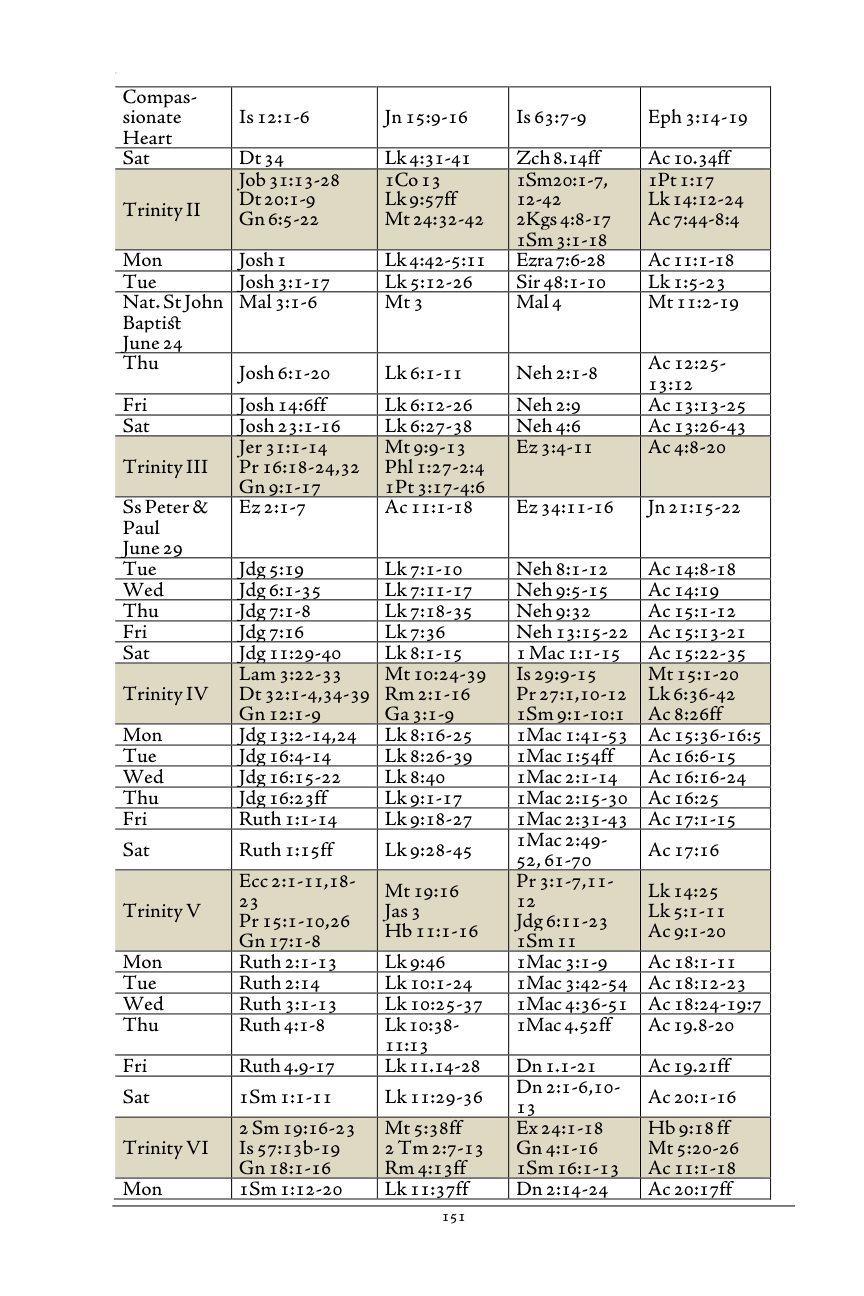 Compas-
sionate
Heart
Is 12:1-6
Jn 15:9-16
Is 63:7-9
Eph 3:14-19
Sat
Dt 34
Lk 4:31-41
Zch 8.14ff
Ac 10.34ff
Trinity II
Job 31:13-28
Dt 20:1-9
Gn 6:5-22
1Co 13
Lk 9:57ff
Mt 24:32-42
1Sm20:1-7,
12-42
2Kgs 4:8-17
1Sm 3:1-18
1Pt 1:17
Lk 14:12-24
Ac 7:44-8:4
Mon
Josh 1
Lk 4:42-5:11
Ezra 7:6-28
Ac 11:1-18
Tue
Josh 3:1-17
Lk 5:12-26
Sir 48:1-10
Lk 1:5-23
Nat. St John
Baptist
June 24
Mal 3:1-6
Mt 3
Mal 4
Mt 11:2-19
Thu
Josh 6:1-20
Lk 6:1-11
Neh 2:1-8
Ac 12:25-
13:12
Fri
Josh 14:6ff
Lk 6:12-26
Neh 2:9
Ac 13:13-25
Sat
Josh 23:1-16
Lk 6:27-38
Neh 4:6
Ac 13:26-43
Trinity III
Jer 31:1-14
Pr 16:18-24,32
Gn 9:1-17
Mt 9:9-13
Phl 1:27-2:4
1Pt 3:17-4:6
Ez 3:4-11
Ac 4:8-20
Ss Peter &
Paul
June 29
Ez 2:1-7
Ac 11:1-18
Ez 34:11-16
Jn 21:15-22
Tue
Jdg 5:19
Lk 7:1-10
Neh 8:1-12
Ac 14:8-18
Wed
Jdg 6:1-35
Lk 7:11-17
Neh 9:5-15
Ac 14:19
Thu
Jdg 7:1-8
Lk 7:18-35
Neh 9:32
Ac 15:1-12
Fri
Jdg 7:16
Lk 7:36
Neh 13:15-22
Ac 15:13-21
Sat
Jdg 11:29-40
Lk 8:1-15
1 Mac 1:1-15
Ac 15:22-35
Trinity IV
Lam 3:22-33
Dt 32:1-4,34-39
Gn 12:1-9
Mt 10:24-39
Rm 2:1-16
Ga 3:1-9
Is 29:9-15
Pr 27:1,10-12
1Sm 9:1-10:1
Mt 15:1-20
Lk 6:36-42
Ac 8:26ff
Mon
Jdg 13:2-14,24
Lk 8:16-25
1Mac 1:41-53
Ac 15:36-16:5
Tue
Jdg 16:4-14
Lk 8:26-39
1Mac 1:54ff
Ac 16:6-15
Wed
Jdg 16:15-22
Lk 8:40
1Mac 2:1-14
Ac 16:16-24
Thu
Jdg 16:23ff
Lk 9:1-17
1Mac 2:15-30
Ac 16:25
Fri
Ruth 1:1-14
Lk 9:18-27
1Mac 2:31-43
Ac 17:1-15
Sat
Ruth 1:15ff
Lk 9:28-45
1Mac 2:49-
52, 61-70
Ac 17:16
Trinity V
Ecc 2:1-11,18-
23
Pr 15:1-10,26
Gn 17:1-8
Mt 19:16
Jas 3
Hb 11:1-16
Pr 3:1-7,11-
12
Jdg 6:11-23
1Sm 11
Lk 14:25
Lk 5:1-11
Ac 9:1-20
Mon
Ruth 2:1-13
Lk 9:46
1Mac 3:1-9
Ac 18:1-11
Tue
Ruth 2:14
Lk 10:1-24
1Mac 3:42-54
Ac 18:12-23
Wed
Ruth 3:1-13
Lk 10:25-37
1Mac 4:36-51
Ac 18:24-19:7
Thu
Ruth 4:1-8
Lk 10:38-
11:13
1Mac 4.52ff
Ac 19.8-20
Fri
Ruth 4.9-17
Lk 11.14-28
Dn 1.1-21
Ac 19.21ff
Sat
1Sm 1:1-11
Lk 11:29-36
Dn 2:1-6,10-
13
Ac 20:1-16
Trinity VI
2 Sm 19:16-23
Is 57:13b-19
Gn 18:1-16
Mt 5:38ff
2 Tm 2:7-13
Rm 4:13ff
Ex 24:1-18
Gn 4:1-16
1Sm 16:1-13
Hb 9:18 ff
Mt 5:20-26
Ac 11:1-18
Mon
1Sm 1:12-20
Lk 11:37ff
Dn 2:14-24
Ac 20:17ff
151